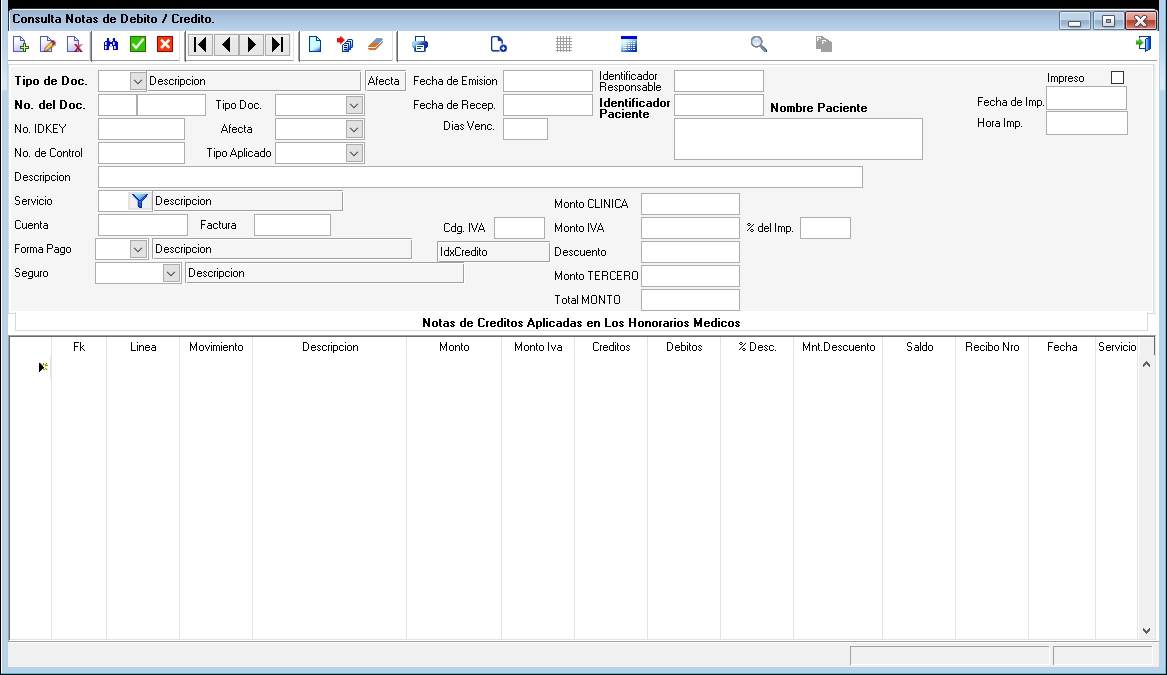 Consulta Notas de Debito / Credito.
Tipo de Doc. Descripcion Afecta Fecha de Emision Identificador Responsable Impreso
No. del Doc. Tipo Doc. Fecha de Recep. Identificador Paciente Nombre Paciente Fecha de Imp.
No. IDKEY Afecta Dias Venc. Hora Imp.
No. de Control Tipo Aplicado
Descripcion
Servicio Descripcion Monto CLINICA
Cuenta Factura Cdg. IVA Monto IVA % del Imp.
Forma Pago Descripcion IdxCredito Descuento
Seguro Descripcion Monto TERCERO
Total MONTO
Notas de Creditos Aplicadas en Los Honorarios Medicos
Fk Linea Movimiento Descripcion Monto Monto Iva Creditos Debitos % Desc. Mnt.Descuento Saldo Recibo Nro Fecha Servicio